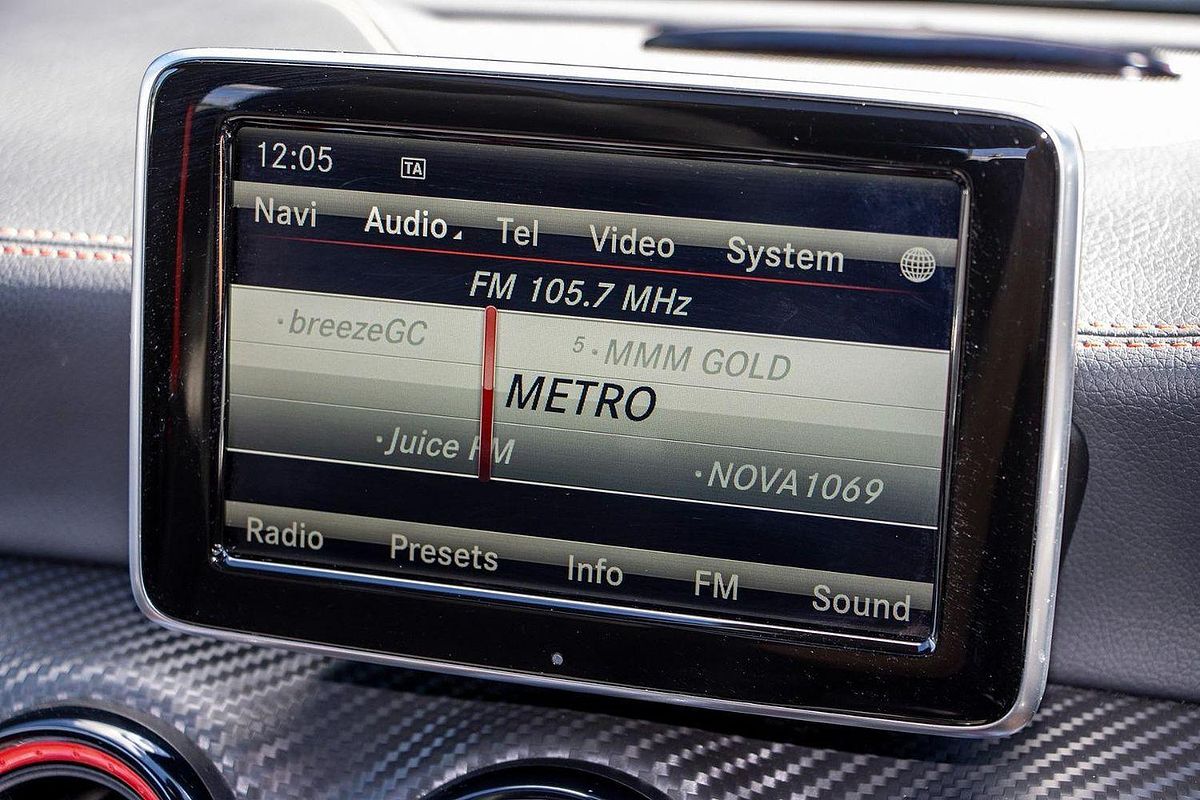 12:05 TA
Navi Audio Tel Video System
FM 105.7 MHz
·breezeGC 5·MMM GOLD
METRO
·Juice FM ·NOVA1069
Radio Presets Info FM Sound